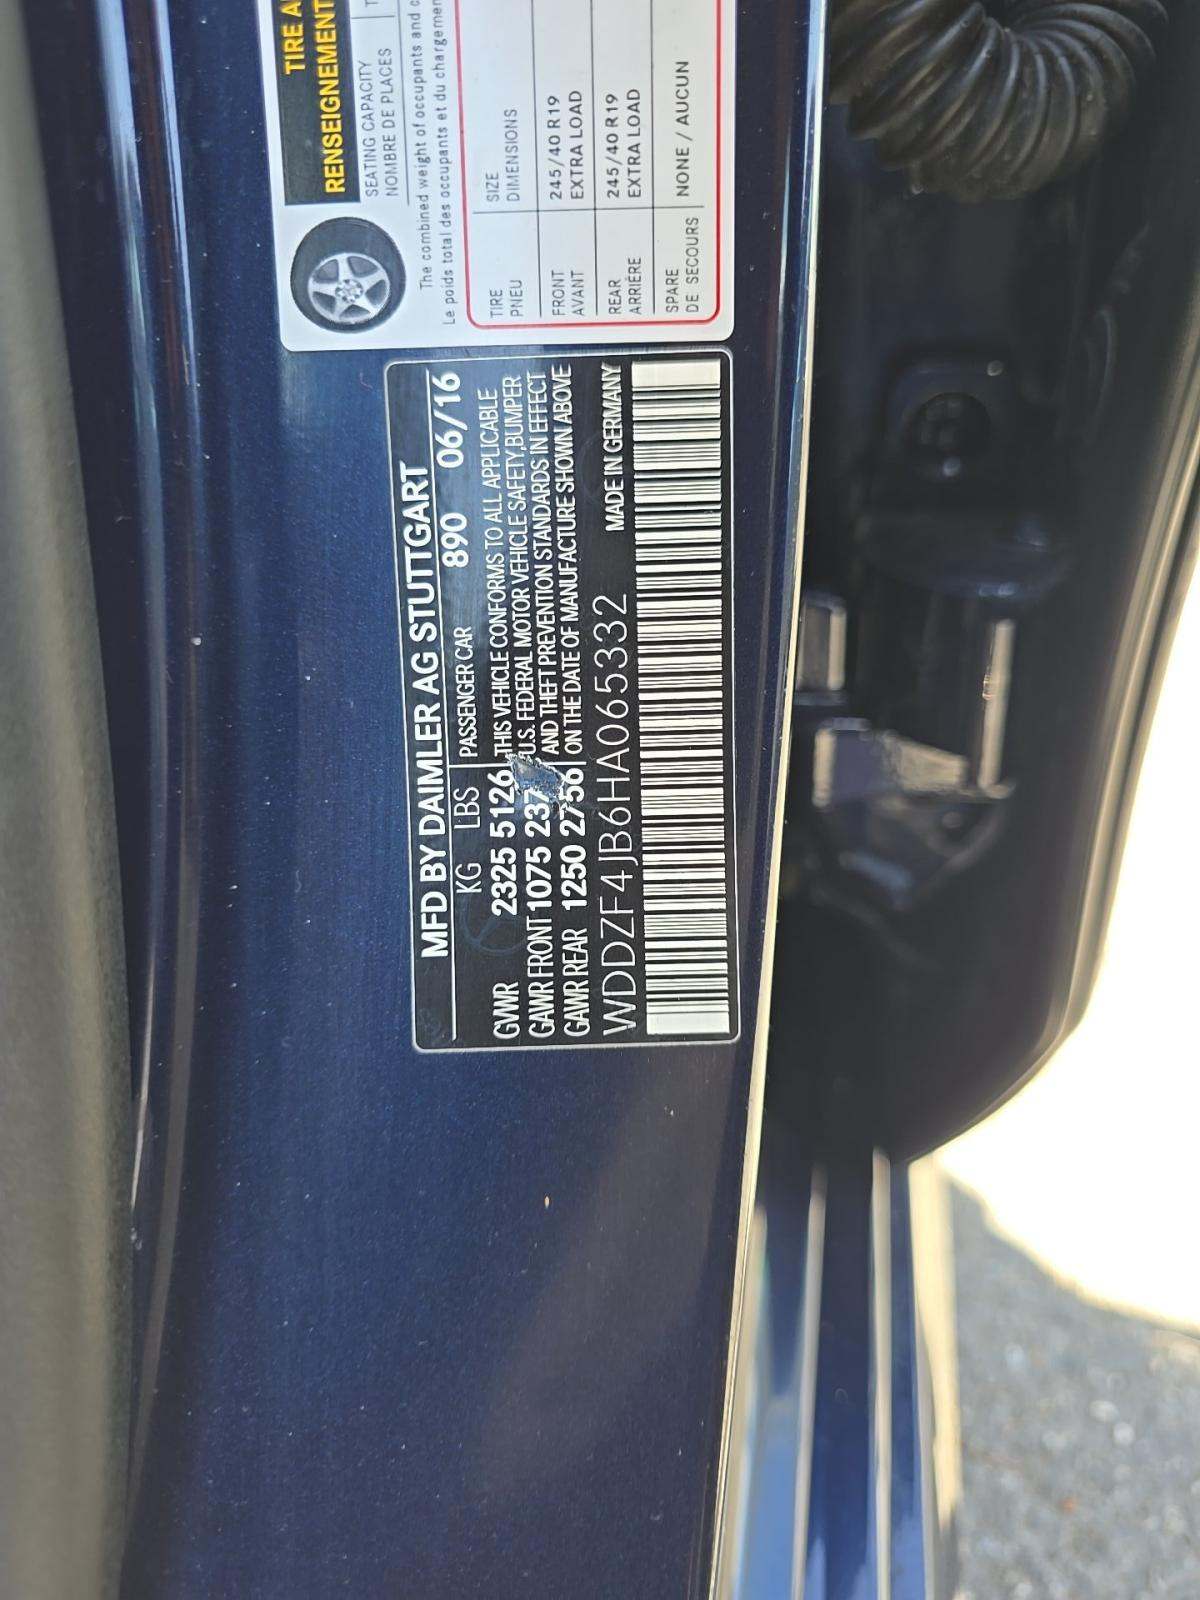 TIRE A
RENSEIGNEMENT
SEATING CAPACITY
NOMBRE DE PLACES
The combined weight of occupants and c
Le poids total des occupants et du chargemen
TIRE SIZE
PNEU DIMENSIONS
FRONT 245/40 R19
AVANT EXTRA LOAD
REAR 245/40 R19
ARRIÈRE EXTRA LOAD
SPARE NONE / AUCUN
DE SECOURS
MFD BY DAIMLER AG STUTTGART
KG LBS PASSENGER CAR 890 06/16
GVWR 2325 5126 THIS VEHICLE CONFORMS TO ALL APPLICABLE
GAWR FRONT 1075 237 U.S. FEDERAL MOTOR VEHICLE SAFETY,BUMPER
AND THEFT PREVENTION STANDARDS IN EFFECT
GAWR REAR 1250 2756 ON THE DATE OF MANUFACTURE SHOWN ABOVE
WDDZF4JB6HA065332 MADE IN GERMANY